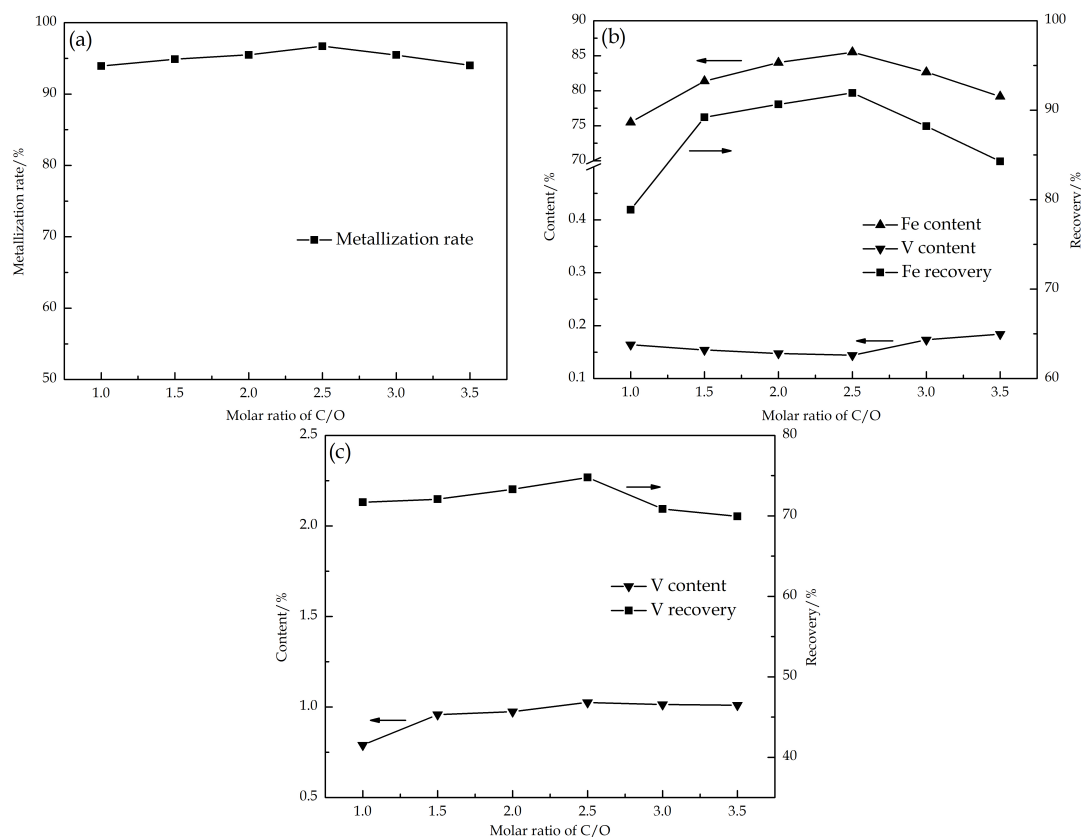 (a)
100
90
80
70
60
50
Metallization rate/%
Metallization rate
1.0 1.5 2.0 2.5 3.0 3.5
Molar ratio of C/O
(b)
90
85
80
75
70
0.4
0.3
0.2
0.1
Content/%
100
90
80
70
60
Recovery/%
Fe content
V content
Fe recovery
1.0 1.5 2.0 2.5 3.0 3.5
Molar ratio of C/O
(c)
2.5
2.0
1.5
1.0
0.5
Content/%
80
70
60
50
40
Recovery/%
V content
V recovery
1.0 1.5 2.0 2.5 3.0 3.5
Molar ratio of C/O